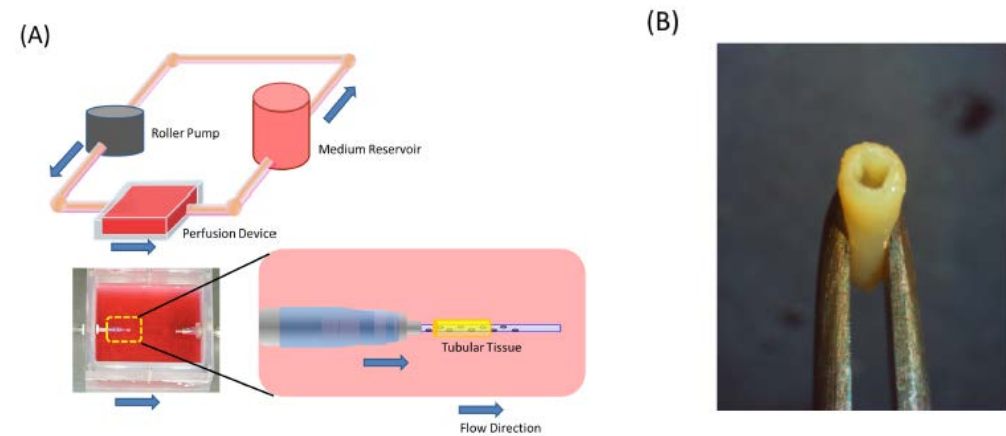 (A)
(B)
Roller Pump
Medium Reservoir
Perfusion Device
Tubular Tissue
Flow Direction